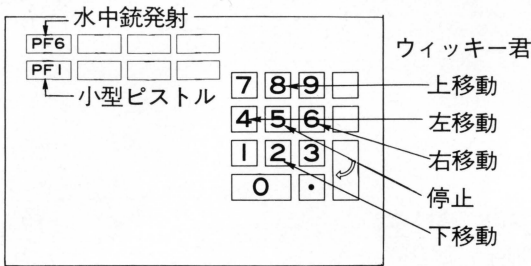 水中銃発射
PF6
PF1
小型ピストル
ウィッキー君
7 8 9
上移動
4 5 6
左移動
右移動
1 2 3
停止
0 .
下移動